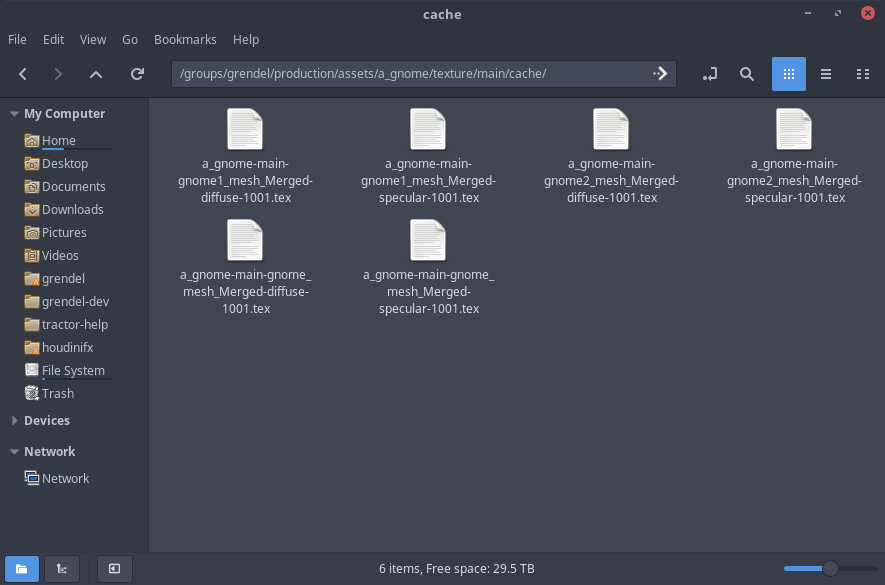 cache
File Edit View Go Bookmarks Help
/groups/grendel/production/assets/a_gnome/texture/main/cache/
My Computer
Home
Desktop
Documents
Downloads
Pictures
Videos
grendel
grendel-dev
tractor-help
houdinifx
File System
Trash
Devices
Network
Network
a_gnome-main-
gnome1_mesh_Merged-
diffuse-1001.tex
a_gnome-main-
gnome1_mesh_Merged-
specular-1001.tex
a_gnome-main-
gnome2_mesh_Merged-
diffuse-1001.tex
a_gnome-main-
gnome2_mesh_Merged-
specular-1001.tex
a_gnome-main-gnome_
mesh_Merged-diffuse-
1001.tex
a_gnome-main-gnome_
mesh_Merged-
specular-1001.tex
6 items, Free space: 29.5 TB